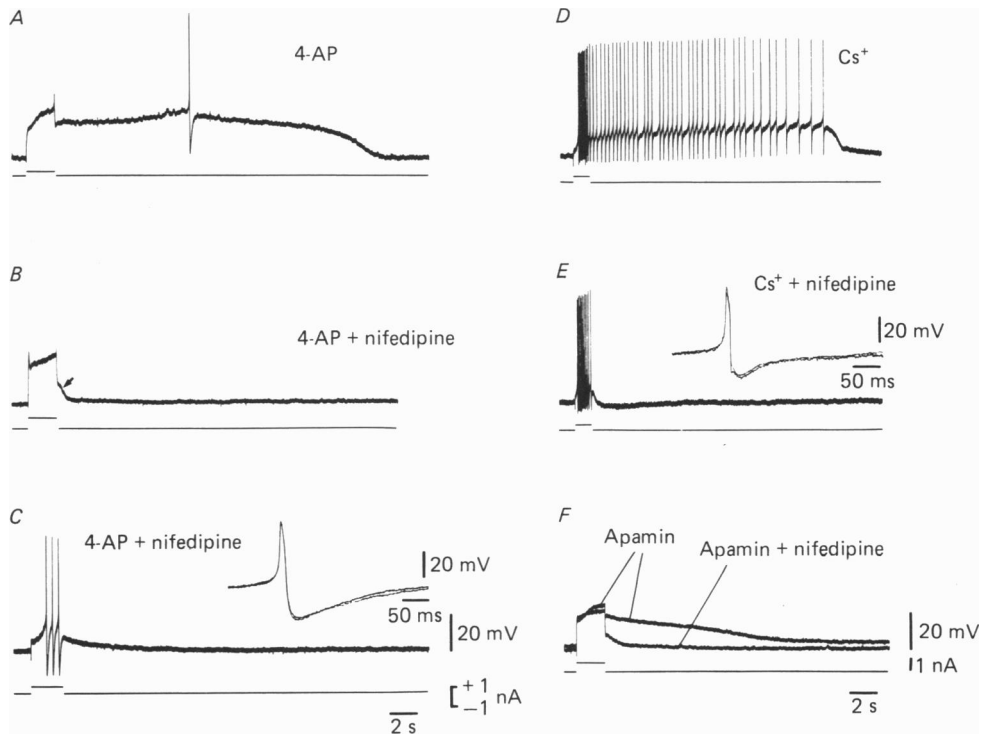 A
4-AP
B
4-AP + nifedipine
C
4-AP + nifedipine
20 mV
50 ms
20 mV
+ 1
− 1
nA
2 s
D
Cs⁺
E
Cs⁺ + nifedipine
20 mV
50 ms
F
Apamin
Apamin + nifedipine
20 mV
1 nA
2 s